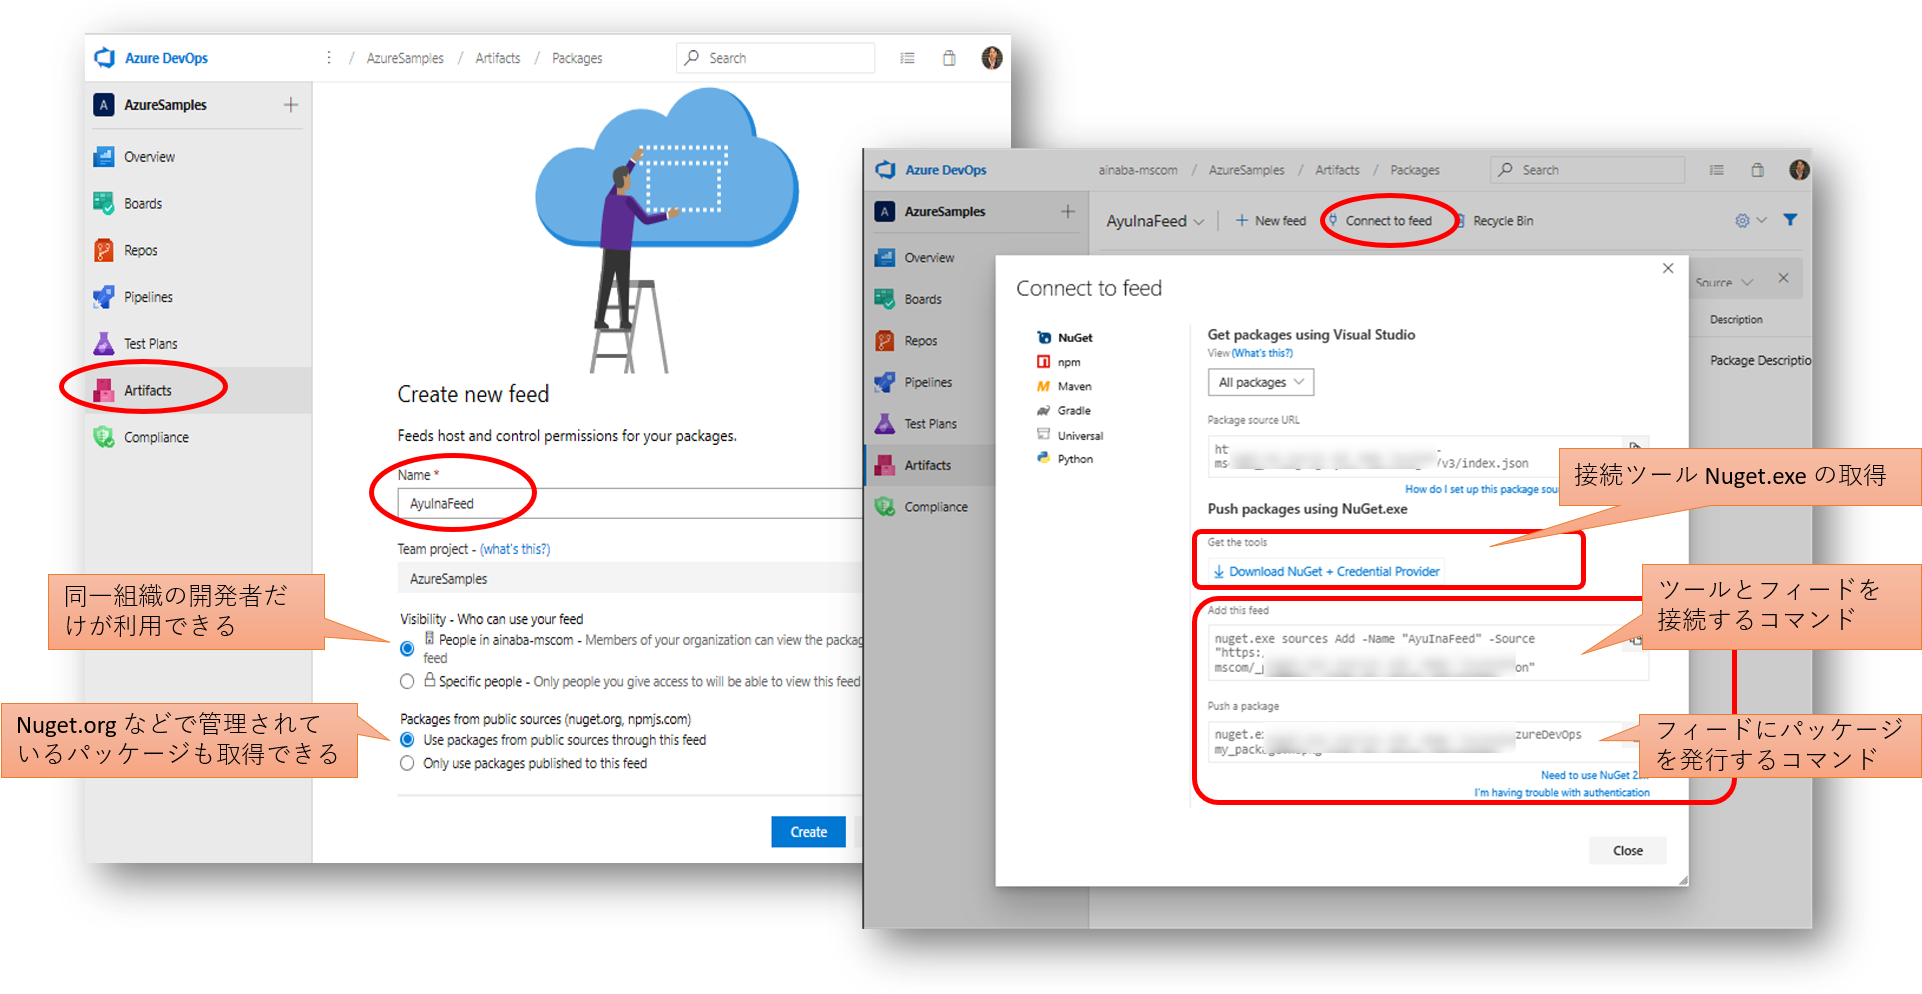 Azure DevOps
⋮ / AzureSamples / Artifacts / Packages
Search
A AzureSamples +
Overview
Boards
Repos
Pipelines
Test Plans
Artifacts
Compliance
Create new feed
Feeds host and control permissions for your packages.
Name *
AyuInaFeed
Team project - (what's this?)
AzureSamples
Visibility - Who can use your feed
People in ainaba-mscom - Members of your organization can view the packag
feed
Specific people - Only people you give access to will be able to view this feed
Packages from public sources (nuget.org, npmjs.com)
Use packages from public sources through this feed
Only use packages published to this feed
Create
同一組織の開発者だ
けが利用できる
Nuget.org などで管理されて
いるパッケージも取得できる
Azure DevOps
ainaba-mscom / AzureSamples / Artifacts / Packages
Search
A AzureSamples +
Overview
Boards
Repos
Pipelines
Test Plans
Artifacts
Compliance
AyuInaFeed
+ New feed
Connect to feed
Recycle Bin
Source
Description
Package Descriptio
Connect to feed
NuGet
npm
Maven
Gradle
Universal
Python
Get packages using Visual Studio
View (What's this?)
All packages
Package source URL
ht
ms
/v3/index.json
How do I set up this package sou
Push packages using NuGet.exe
Get the tools
Download NuGet + Credential Provider
Add this feed
nuget.exe sources Add -Name "AyuInaFeed" -Source
"https:
mscom/_ on"
Push a package
nuget.ex zureDevOps
my_packag
Need to use NuGet 2
I'm having trouble with authentication
Close
接続ツール Nuget.exe の取得
ツールとフィードを
接続するコマンド
フィードにパッケージ
を発行するコマンド